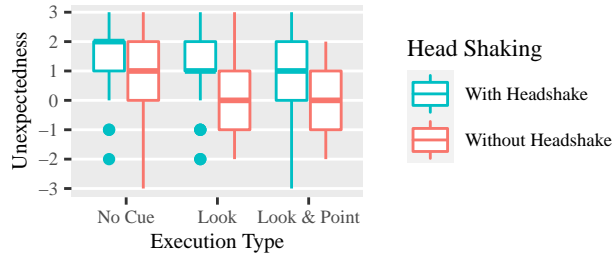 Unexpectedness
3
2
1
0
−1
−2
−3
No Cue
Look
Look & Point
Execution Type
Head Shaking
With Headshake
Without Headshake